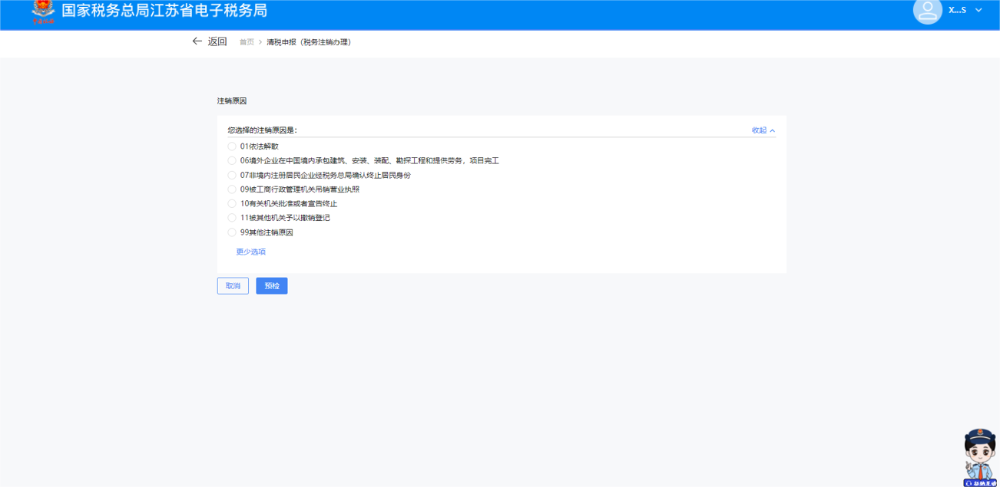 国家税务总局江苏省电子税务局
X...S
返回 首页 > 清税申报（税务注销办理）
注销原因
您选择的注销原因是：
收起
01依法解散
06境外企业在中国境内承包建筑、安装、装配、勘探工程和提供劳务，项目完工
07非境内注册居民企业经税务总局确认终止居民身份
09被工商行政管理机关吊销营业执照
10有关机关批准或者宣告终止
11被其他机关予以撤销登记
99其他注销原因
更少选项
取消
预检
征纳互动